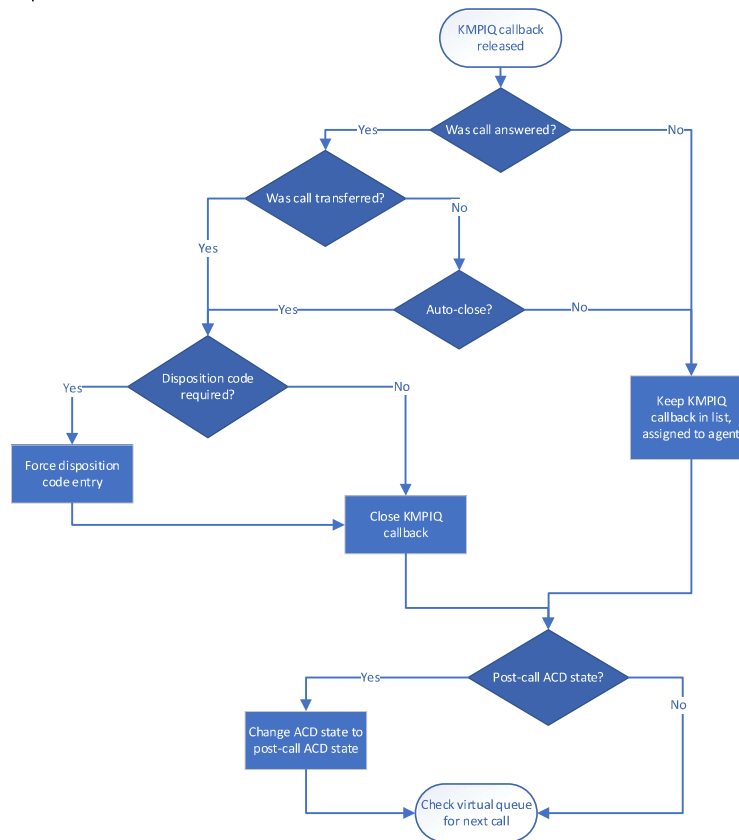 KMPIQ callback
released
Was call answered?
Yes
No
Was call transferred?
No
Yes
Auto-close?
Yes
No
Disposition code
required?
Yes
No
Keep KMPIQ
callback in list,
assigned to agent
Force disposition
code entry
Close KMPIQ
callback
Post-call ACD state?
Yes
No
Change ACD state to
post-call ACD state
Check virtual queue
for next call